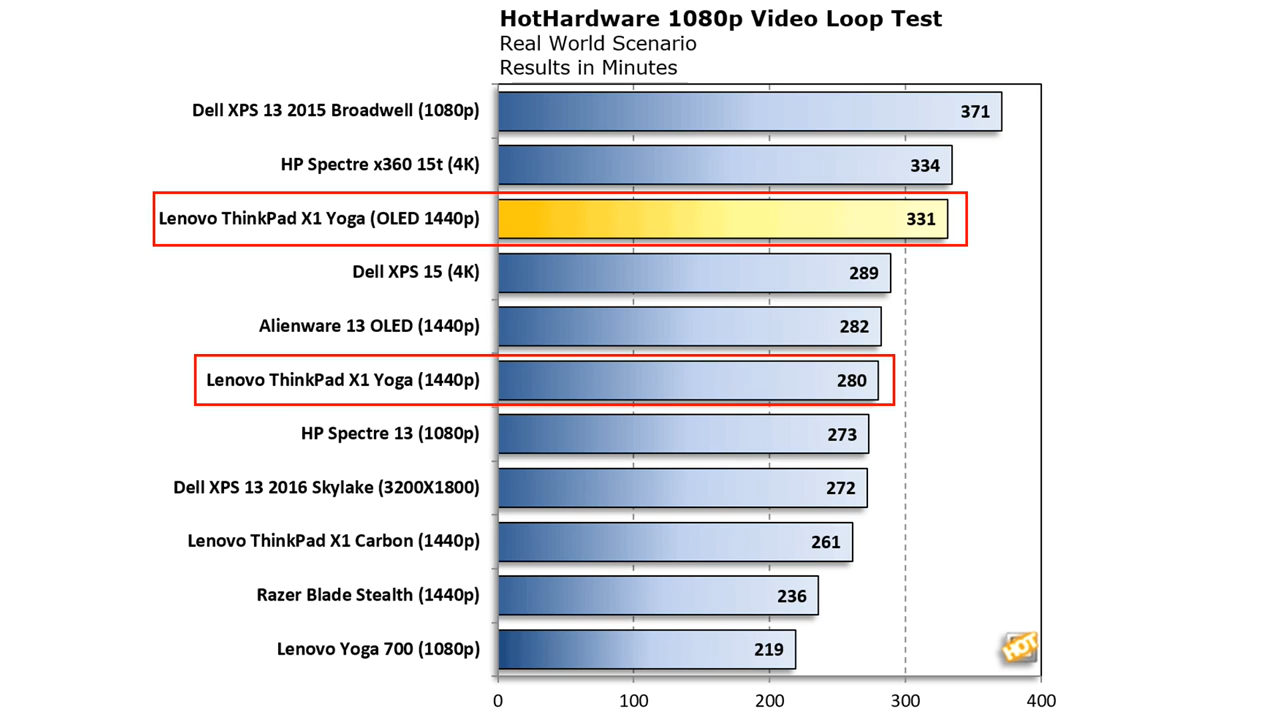 HotHardware 1080p Video Loop Test
Real World Scenario
Results in Minutes
Dell XPS 13 2015 Broadwell (1080p) 371
HP Spectre x360 15t (4K) 334
Lenovo ThinkPad X1 Yoga (OLED 1440p) 331
Dell XPS 15 (4K) 289
Alienware 13 OLED (1440p) 282
Lenovo ThinkPad X1 Yoga (1440p) 280
HP Spectre 13 (1080p) 273
Dell XPS 13 2016 Skylake (3200X1800) 272
Lenovo ThinkPad X1 Carbon (1440p) 261
Razer Blade Stealth (1440p) 236
Lenovo Yoga 700 (1080p) 219
HOT
0 100 200 300 400